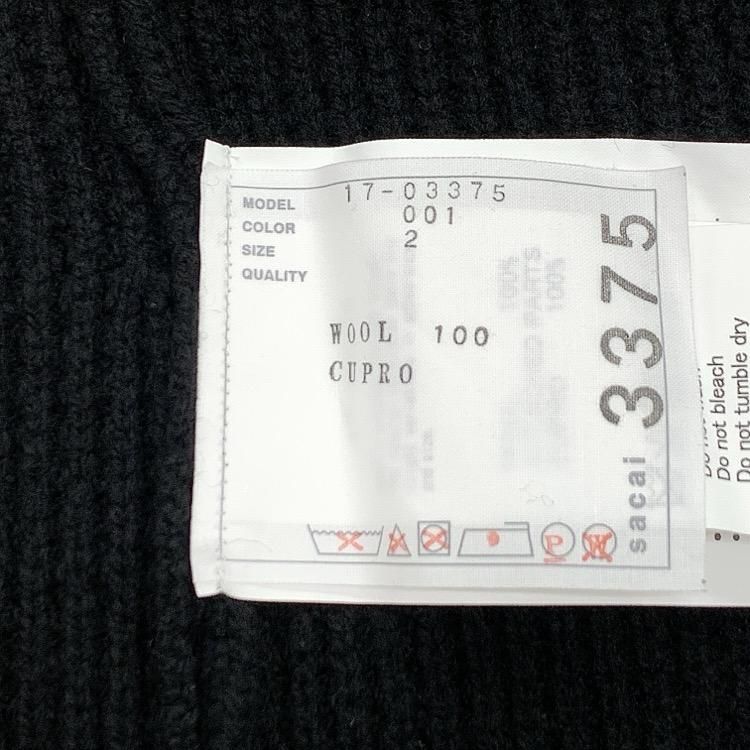 MODEL 17-03375
COLOR 001
SIZE 2
QUALITY
WOOL 100
CUPRO
P
W
sacai 3375
Do not bleach
Do not tumble dry